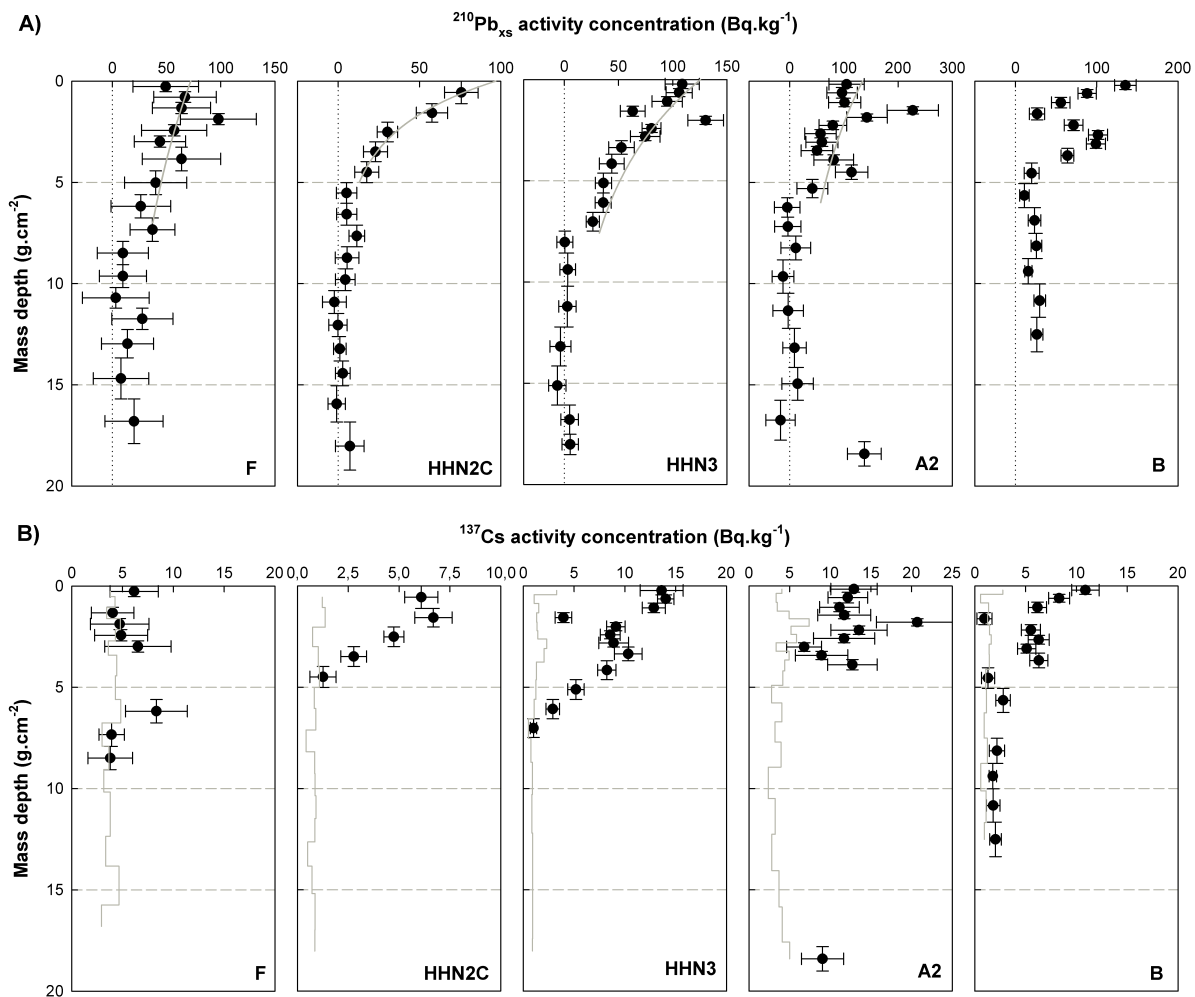 A)
²¹⁰Pbₓₛ activity concentration (Bq.kg⁻¹)
0 50 100 150
0 50 100
0 50 100 150
0 100 200 300
0 100 200
Mass depth (g.cm⁻²)
0
5
10
15
20
F
HHN2C
HHN3
A2
B
B)
¹³⁷Cs activity concentration (Bq.kg⁻¹)
0 5 10 15 20
0,0 2,5 5,0 7,5 10,0
0 5 10 15 20
0 5 10 15 20 25
0 5 10 15 20
Mass depth (g.cm⁻²)
0
5
10
15
20
F
HHN2C
HHN3
A2
B